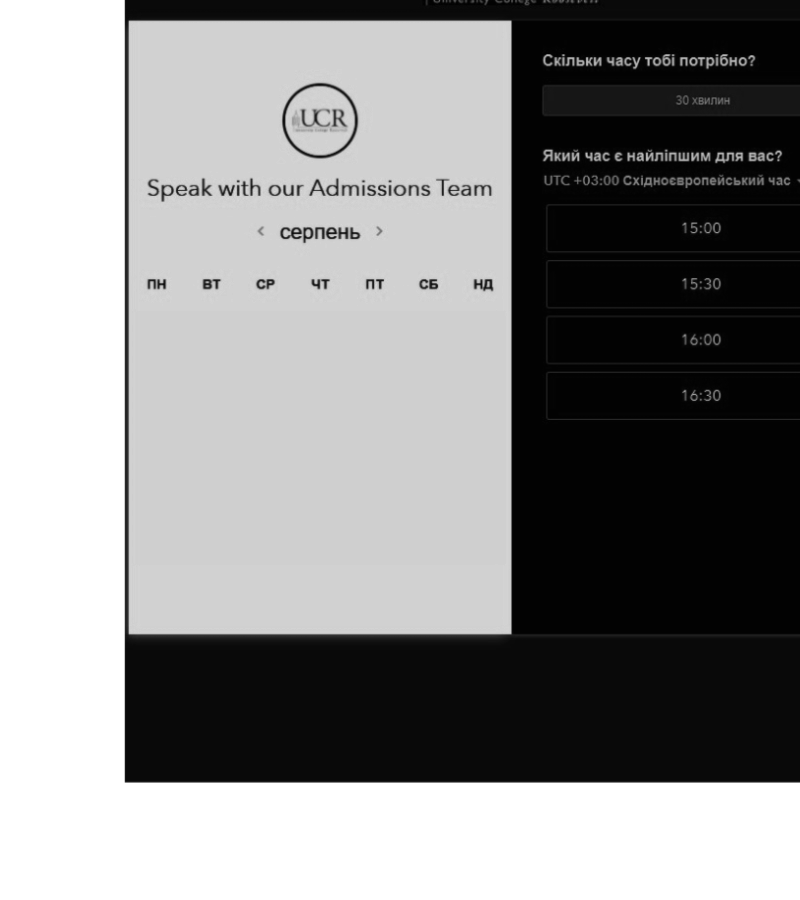 University College
UCR
Speak with our Admissions Team
серпень
ПН ВТ СР ЧТ ПТ СБ НД
Скільки часу тобі потрібно?
30 хвилин
Який час є найліпшим для вас?
UTC +03:00 Східноєвропейський час
15:00
15:30
16:00
16:30